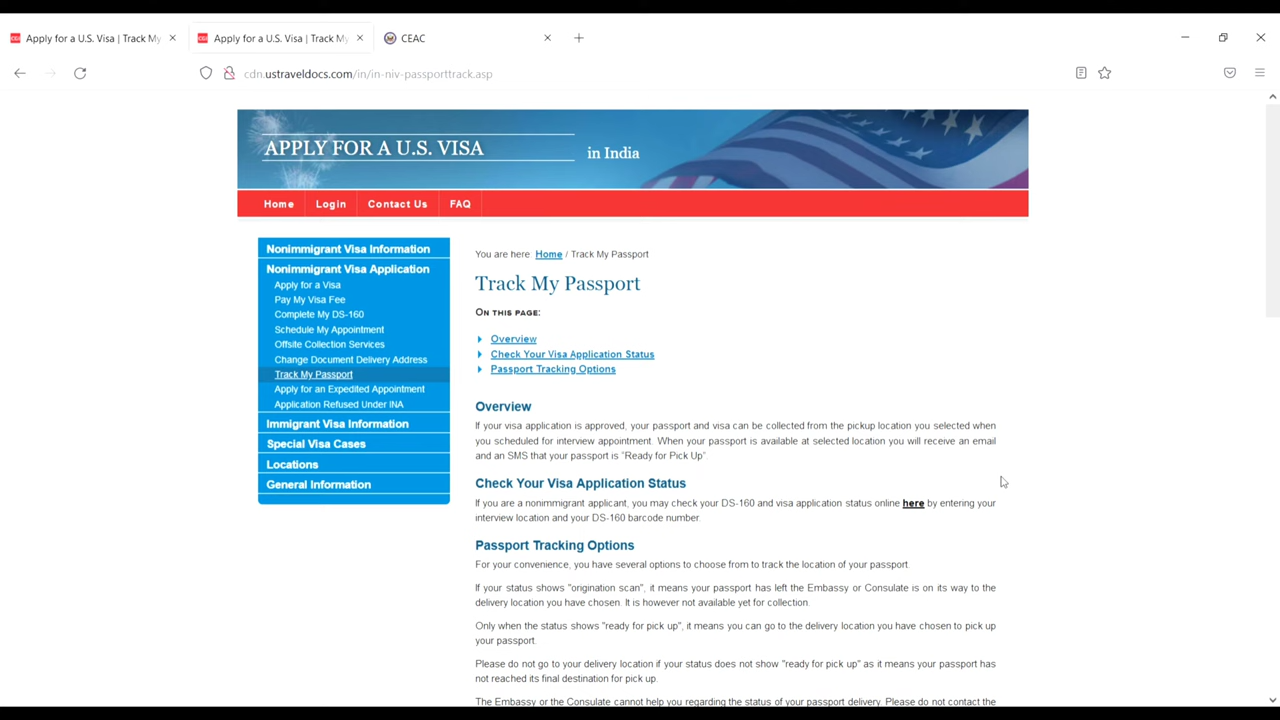 Apply for a U.S. Visa | Track My
Apply for a U.S. Visa | Track My
CEAC
cdn.ustraveldocs.com/in/in-niv-passporttrack.asp
APPLY FOR A U.S. VISA
in India
Home
Login
Contact Us
FAQ
Nonimmigrant Visa Information
Nonimmigrant Visa Application
Apply for a Visa
Pay My Visa Fee
Complete My DS-160
Schedule My Appointment
Offsite Collection Services
Change Document Delivery Address
Track My Passport
Apply for an Expedited Appointment
Application Refused Under INA
Immigrant Visa Information
Special Visa Cases
Locations
General Information
You are here Home / Track My Passport
Track My Passport
ON THIS PAGE:
Overview
Check Your Visa Application Status
Passport Tracking Options
Overview
If your visa application is approved, your passport and visa can be collected from the pickup location you selected when
you scheduled for interview appointment. When your passport is available at selected location you will receive an email
and an SMS that your passport is "Ready for Pick Up".
Check Your Visa Application Status
If you are a nonimmigrant applicant, you may check your DS-160 and visa application status online here by entering your
interview location and your DS-160 barcode number.
Passport Tracking Options
For your convenience, you have several options to choose from to track the location of your passport.
If your status shows "origination scan", it means your passport has left the Embassy or Consulate is on its way to the
delivery location you have chosen. It is however not available yet for collection.
Only when the status shows "ready for pick up", it means you can go to the delivery location you have chosen to pick up
your passport.
Please do not go to your delivery location if your status does not show "ready for pick up" as it means your passport has
not reached its final destination for pick up.
The Embassy or the Consulate cannot help you regarding the status of your passport delivery. Please do not contact the